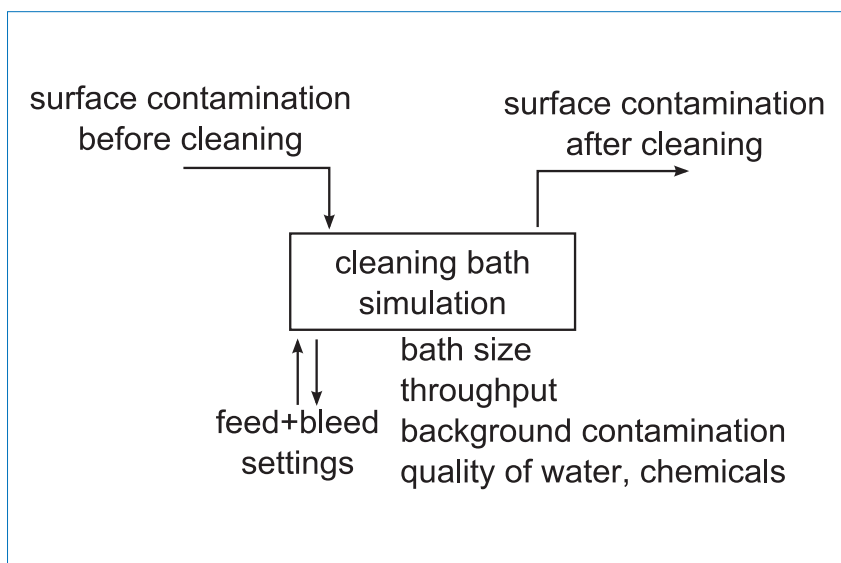 surface contamination
before cleaning
surface contamination
after cleaning
cleaning bath
simulation
feed+bleed
settings
bath size
throughput
background contamination
quality of water, chemicals